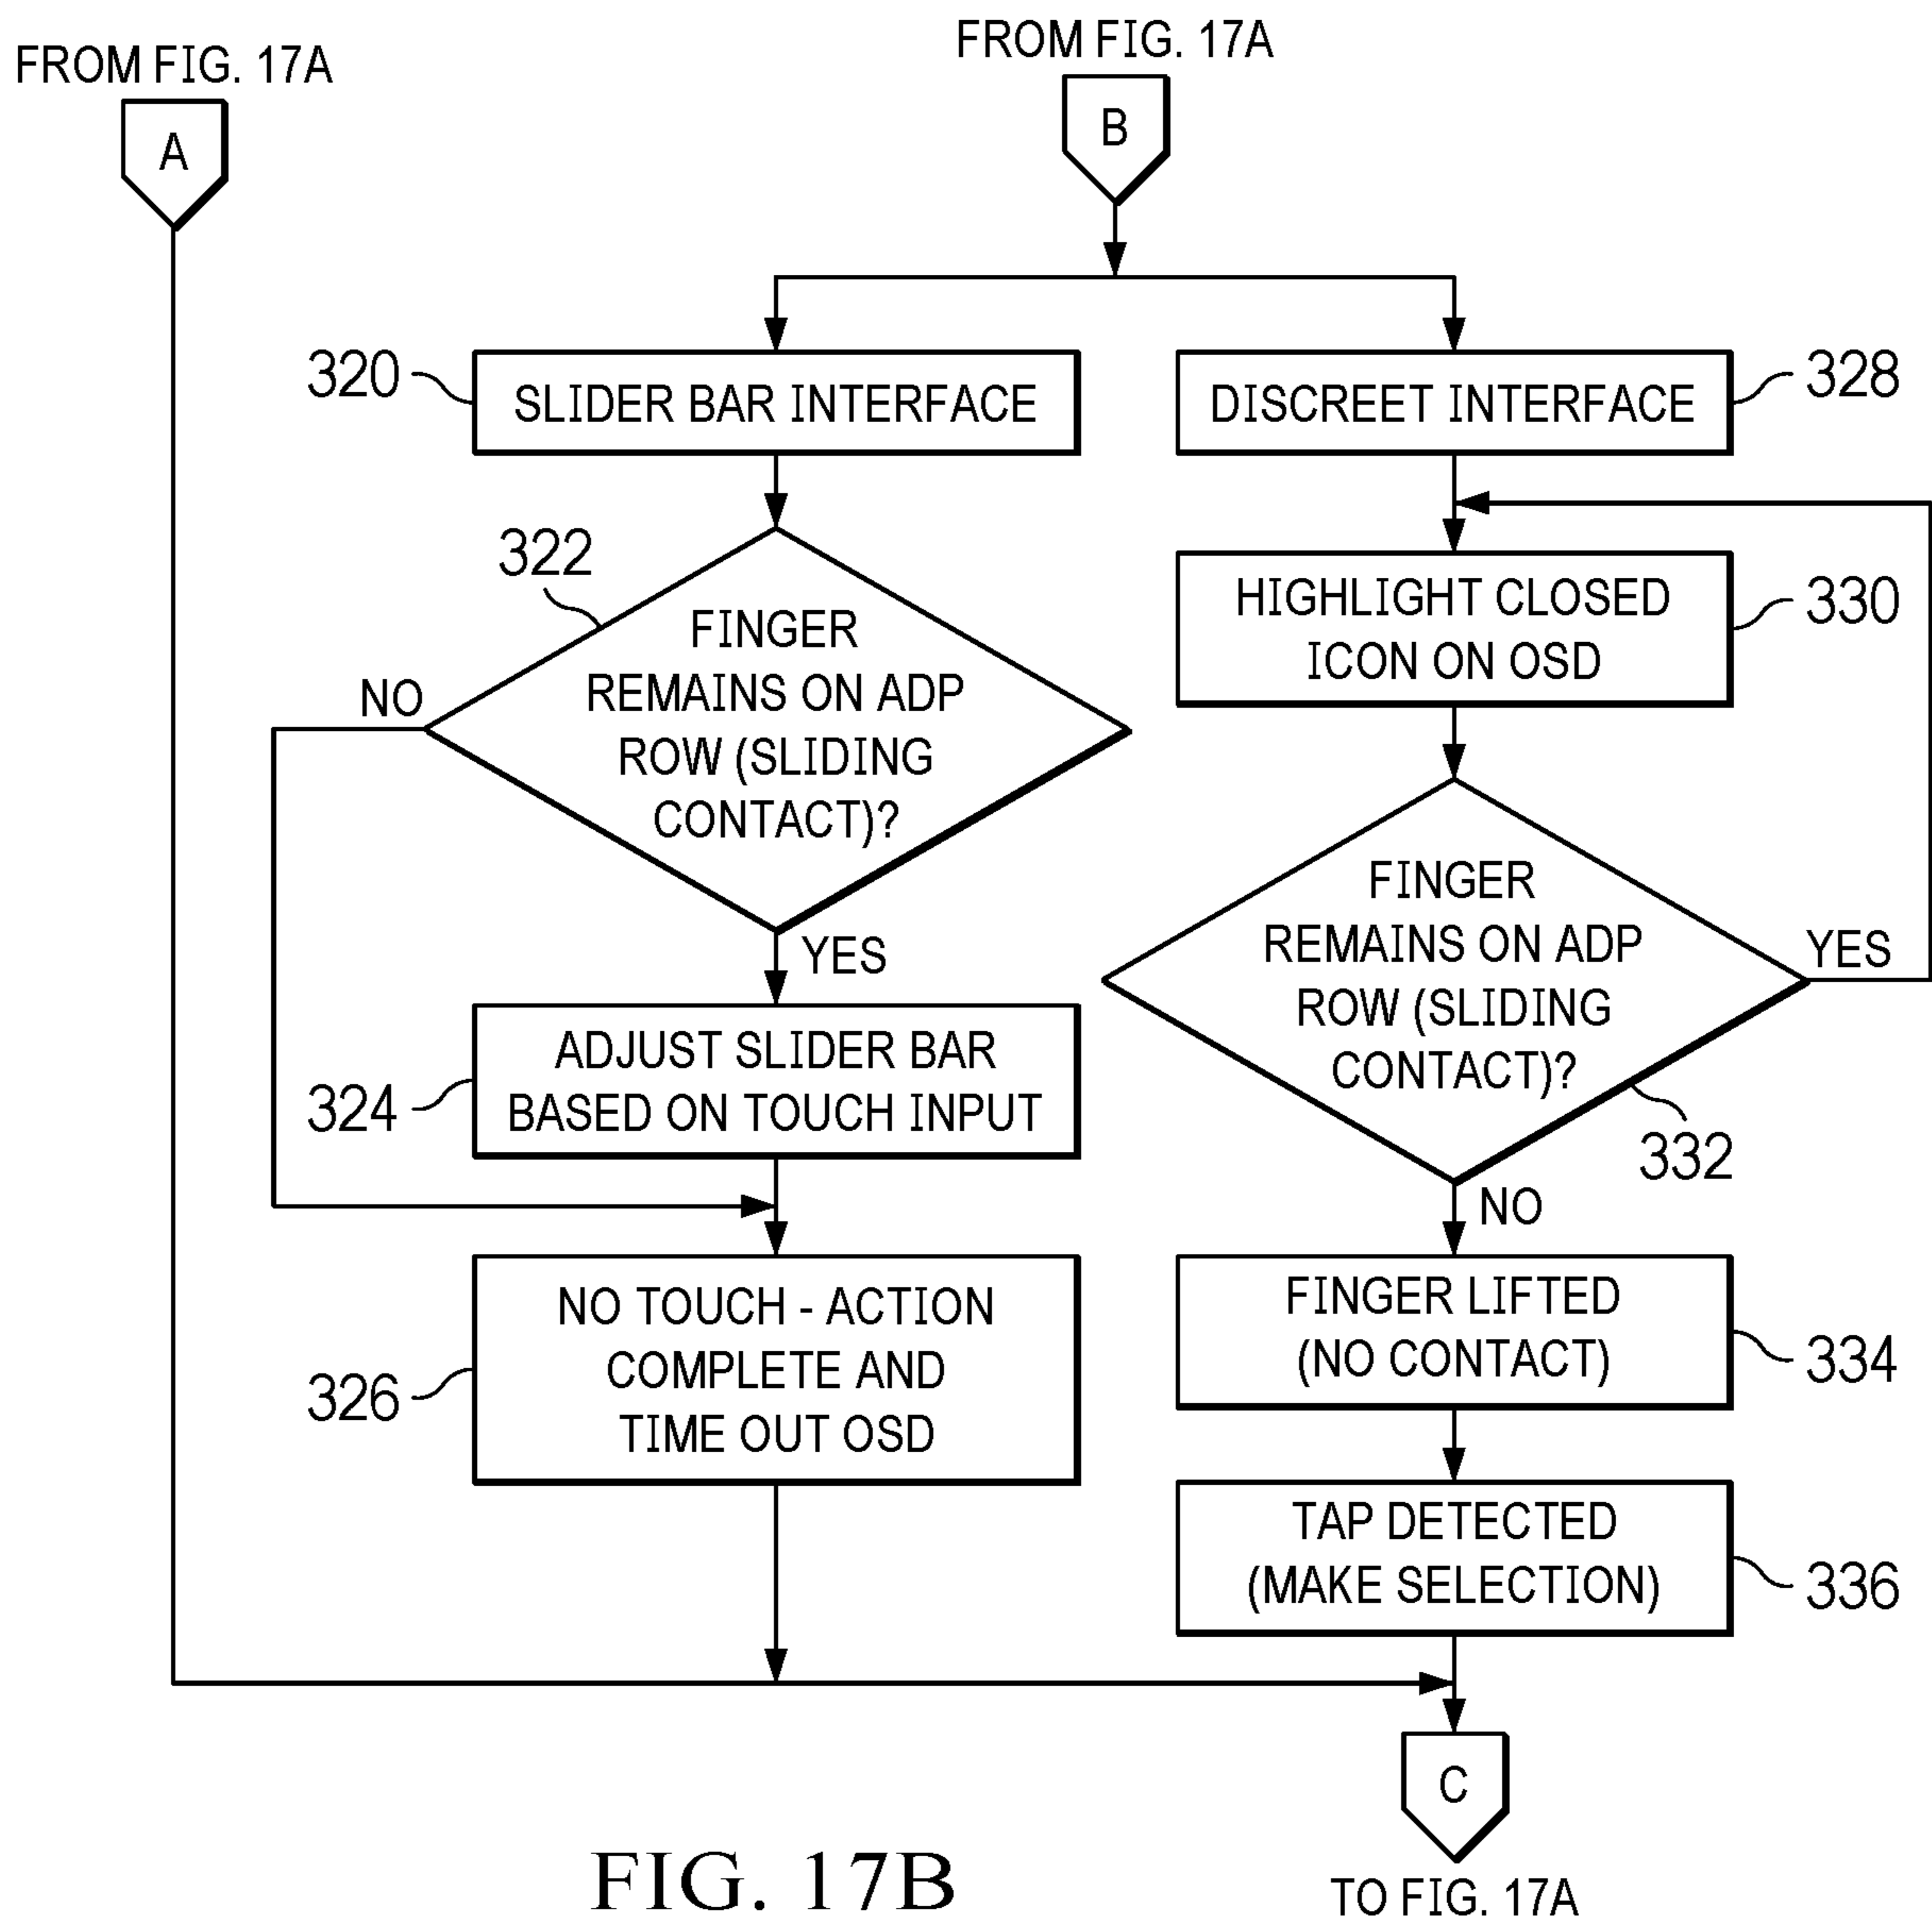 FROM FIG. 17A
A
FROM FIG. 17A
B
320
SLIDER BAR INTERFACE
322
FINGER
REMAINS ON ADP
ROW (SLIDING
CONTACT)?
NO
YES
324
ADJUST SLIDER BAR
BASED ON TOUCH INPUT
326
NO TOUCH - ACTION
COMPLETE AND
TIME OUT OSD
DISCREET INTERFACE
328
HIGHLIGHT CLOSED
ICON ON OSD
330
FINGER
REMAINS ON ADP
ROW (SLIDING
CONTACT)?
YES
332
NO
FINGER LIFTED
(NO CONTACT)
334
TAP DETECTED
(MAKE SELECTION)
336
C
TO FIG. 17A
FIG. 17B